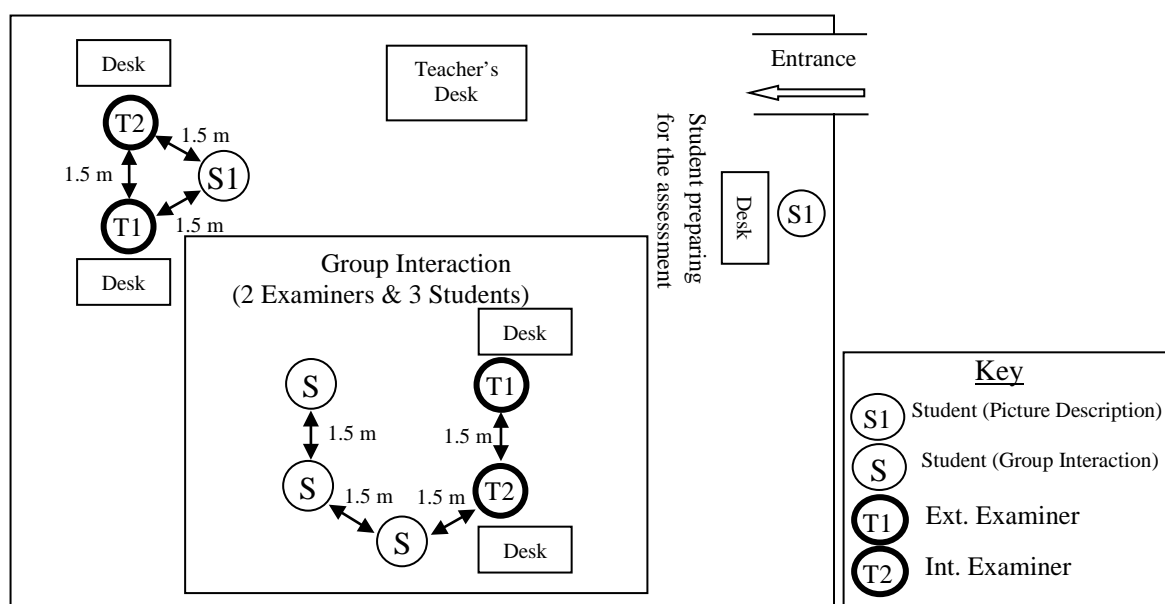 Desk
Teacher's
Desk
Entrance
T2
1.5 m
S1
1.5 m
T1
1.5 m
Desk
Student preparing
for the assessment
Desk
S1
Group Interaction
(2 Examiners & 3 Students)
Desk
S
T1
1.5 m
1.5 m
S
T2
1.5 m
1.5 m
S
Desk
Key
S1 Student (Picture Description)
S Student (Group Interaction)
T1 Ext. Examiner
T2 Int. Examiner